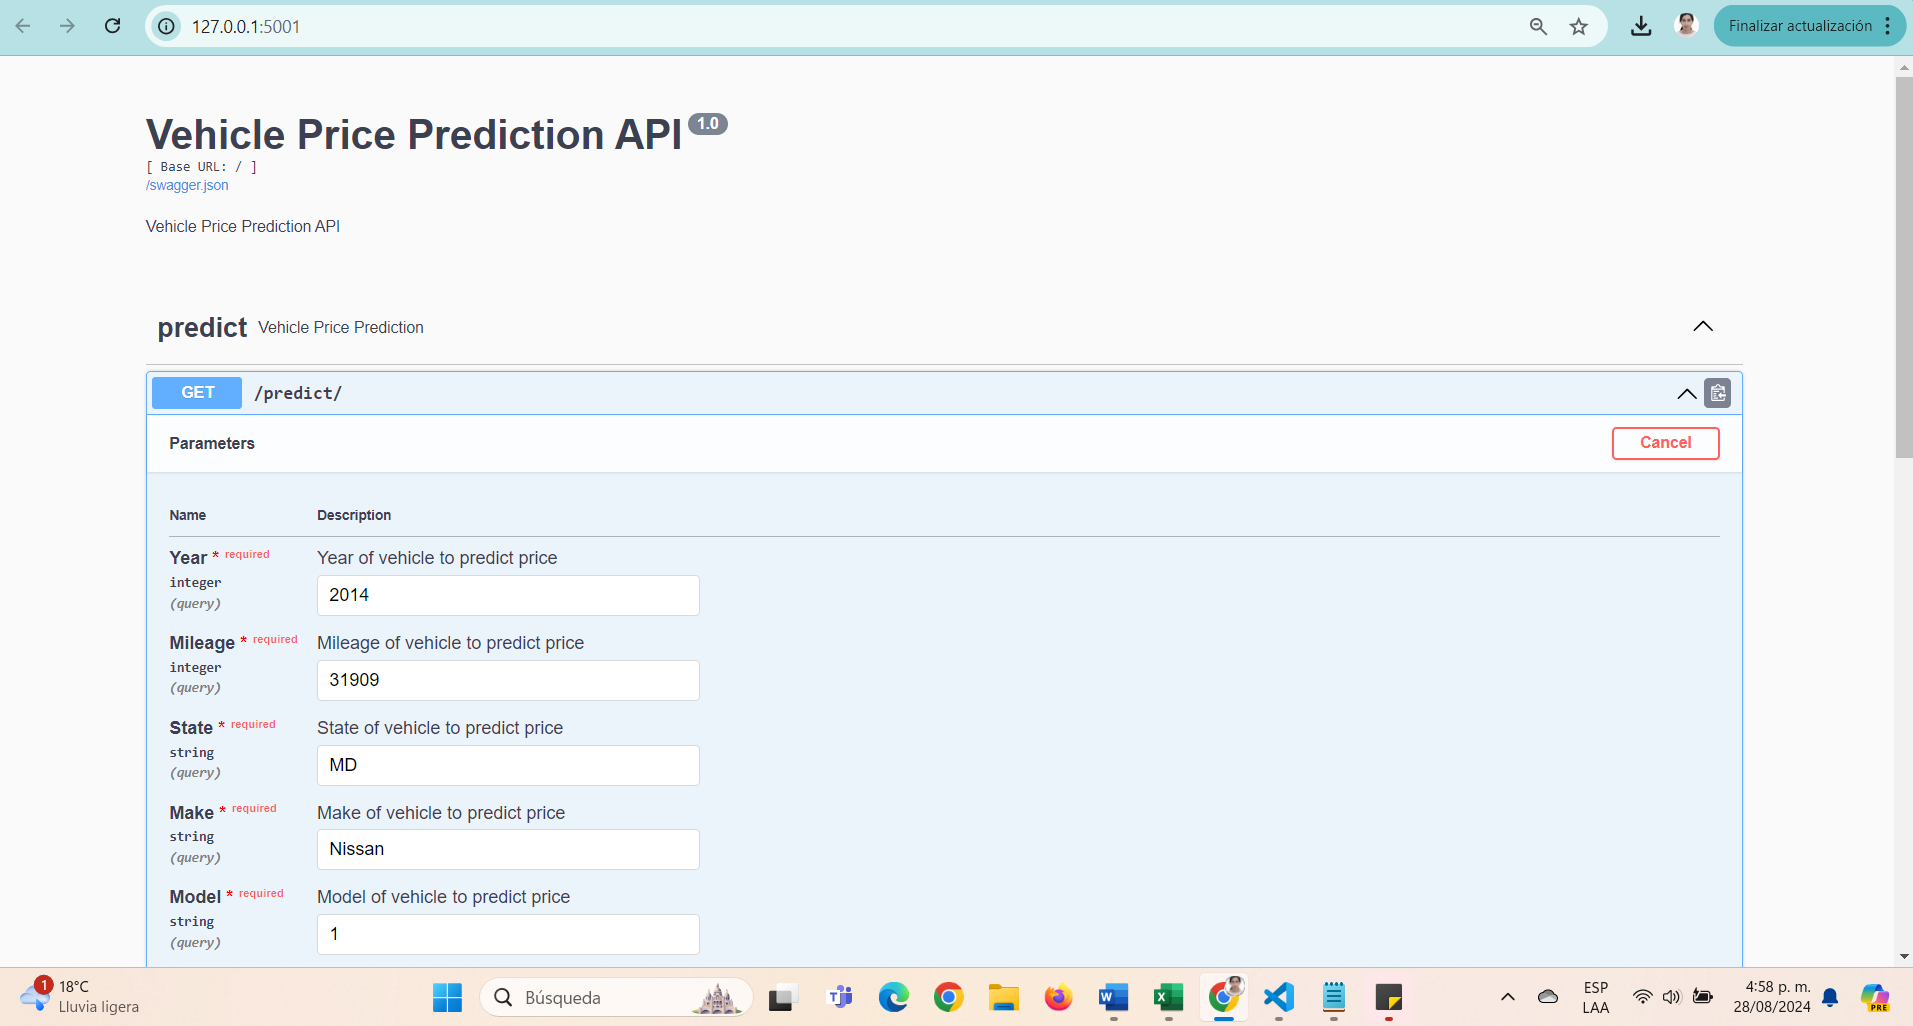 127.0.0.1:5001
Finalizar actualización
Vehicle Price Prediction API 1.0
[ Base URL: / ]
/swagger.json
Vehicle Price Prediction API
predict Vehicle Price Prediction
GET /predict/
Parameters Cancel
Name Description
Year * required Year of vehicle to predict price
integer
(query)
2014
Mileage * required Mileage of vehicle to predict price
integer
(query)
31909
State * required State of vehicle to predict price
string
(query)
MD
Make * required Make of vehicle to predict price
string
(query)
Nissan
Model * required Model of vehicle to predict price
string
(query)
1
1
18°C
Lluvia ligera
Búsqueda
ESP
LAA
4:58 p. m.
28/08/2024
PRE